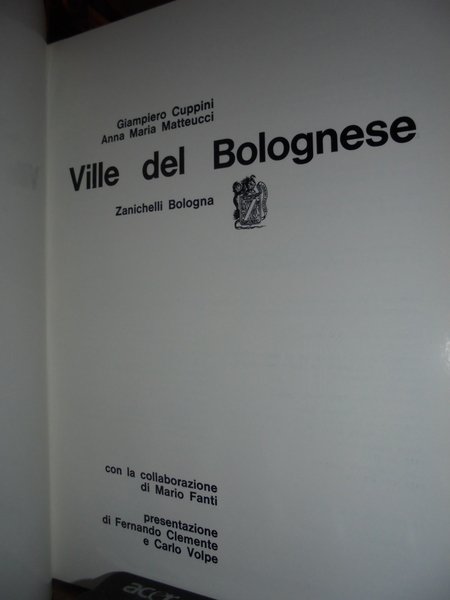 Giampiero Cuppini
Anna Maria Matteucci
Ville del Bolognese
Zanichelli Bologna
con la collaborazione
di Mario Fanti
presentazione
di Fernando Clemente
e Carlo Volpe
acer